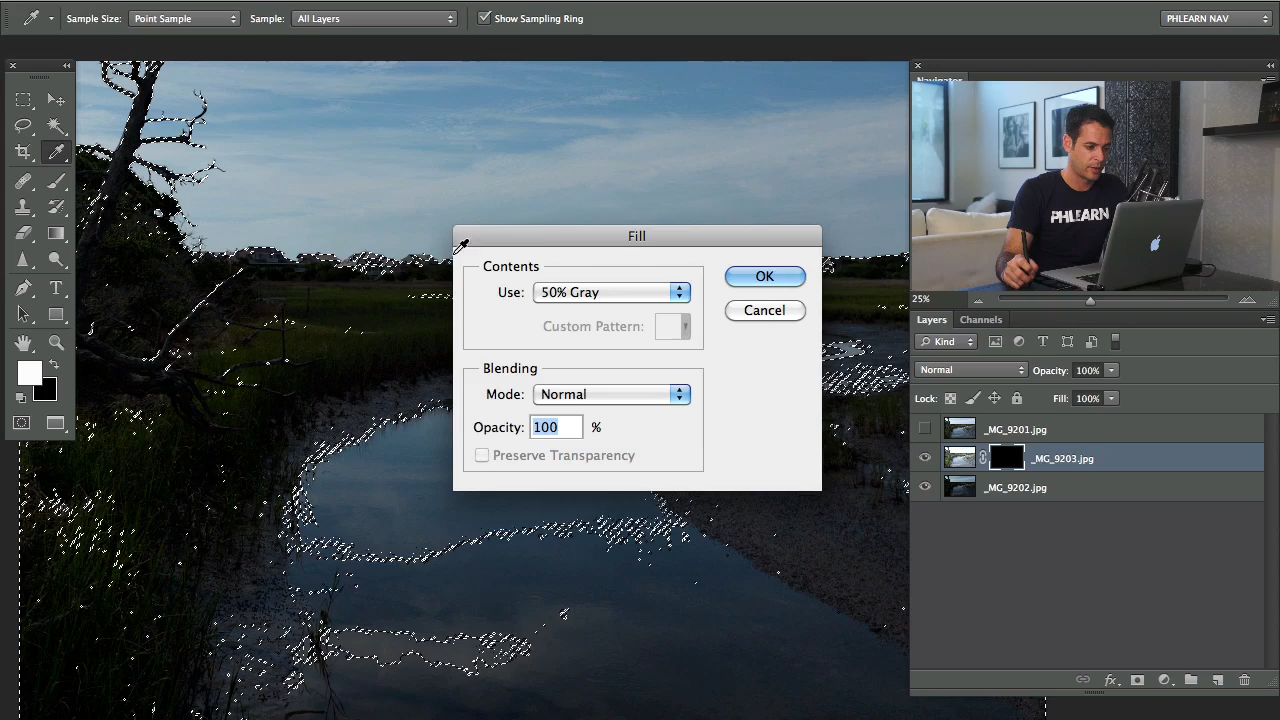 Sample Size: Point Sample Sample: All Layers Show Sampling Ring PHLEARN NAV
Navigator
PHLEARN
Fill
Contents
Use: 50% Gray
Custom Pattern:
OK
Cancel
Blending
Mode: Normal
Opacity: 100 %
Preserve Transparency
25%
Layers Channels
Kind
Normal Opacity: 100%
Lock: Fill: 100%
_MG_9201.jpg
_MG_9203.jpg
_MG_9202.jpg